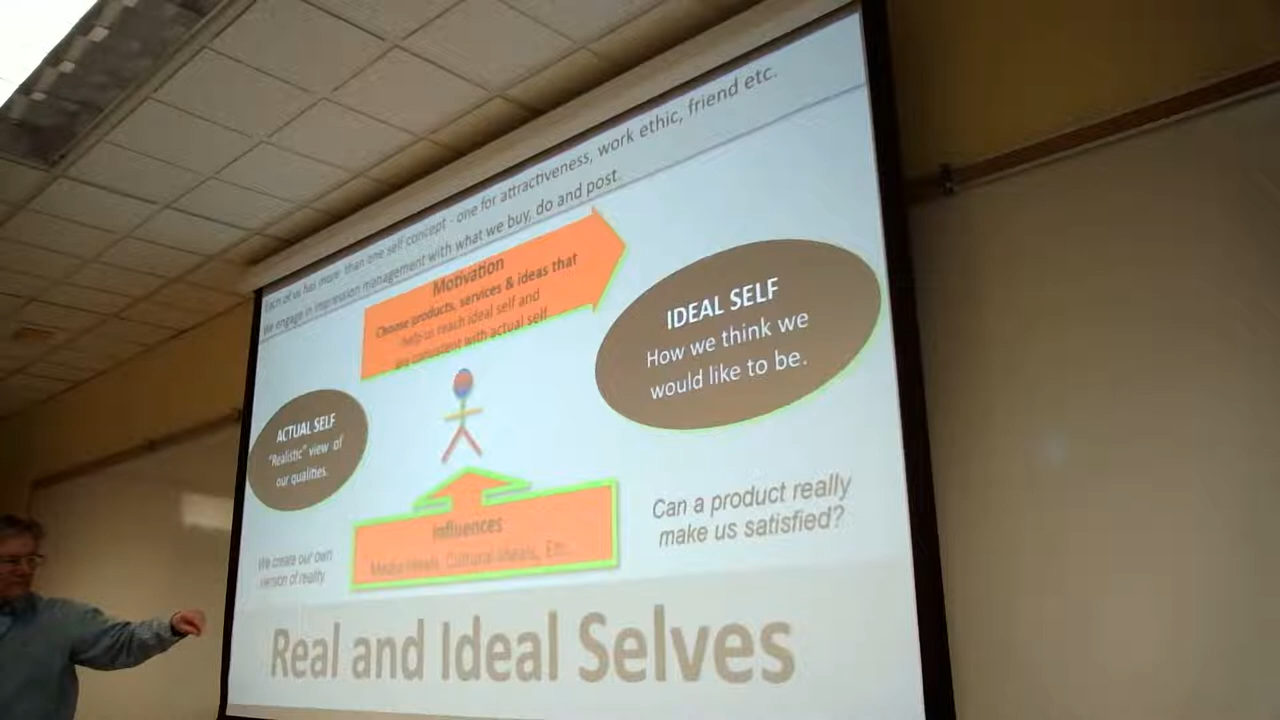 Each of us has more than one self concept - one for attractiveness, work ethic, friend etc.
We engage in impression management with what we buy, do and post.
Motivation
Choose products, services & ideas that
help us reach ideal self and
are consistent with actual self
IDEAL SELF
How we think we
would like to be.
ACTUAL SELF
"Realistic" view of
our qualities.
Influences
Media Ideals, Cultural Ideals, Etc.
We create our own
version of reality
Can a product really
make us satisfied?
Real and Ideal Selves